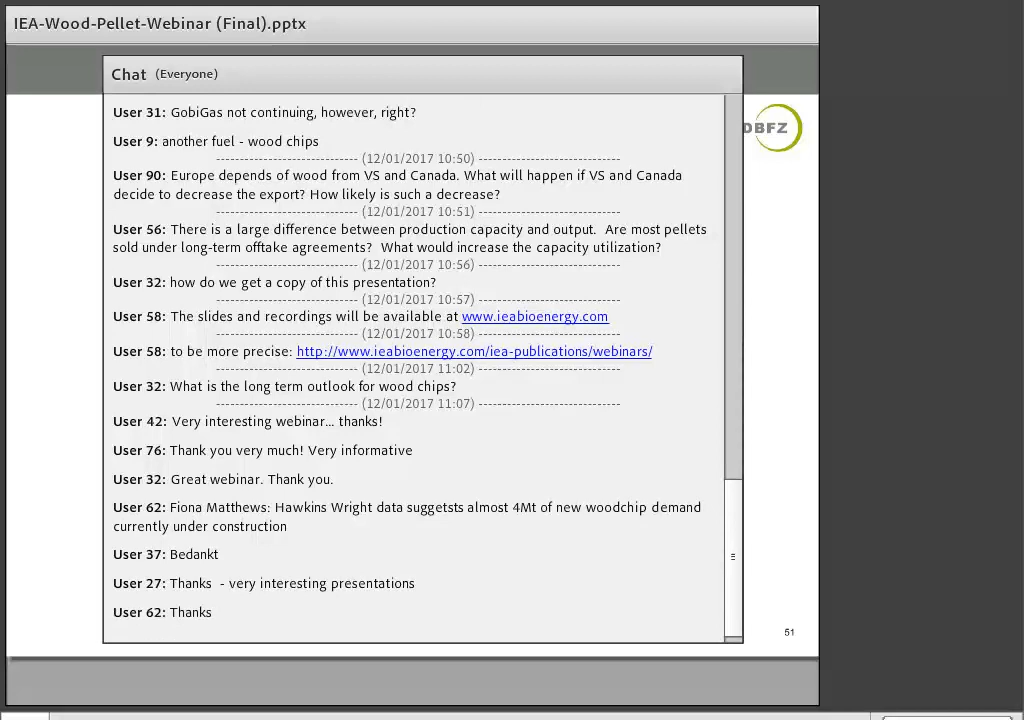 IEA-Wood-Pellet-Webinar (Final).pptx
Chat (Everyone)
User 31: GobiGas not continuing, however, right?
DBFZ
User 9: another fuel - wood chips
------------------------------- (12/01/2017 10:50) -------------------------------
User 90: Europe depends of wood from VS and Canada. What will happen if VS and Canada
decide to decrease the export? How likely is such a decrease?
------------------------------- (12/01/2017 10:51) -------------------------------
User 56: There is a large difference between production capacity and output.  Are most pellets
sold under long-term offtake agreements?  What would increase the capacity utilization?
------------------------------- (12/01/2017 10:56) -------------------------------
User 32: how do we get a copy of this presentation?
------------------------------- (12/01/2017 10:57) -------------------------------
User 58: The slides and recordings will be available at www.ieabioenergy.com
------------------------------- (12/01/2017 10:58) -------------------------------
User 58: to be more precise: http://www.ieabioenergy.com/iea-publications/webinars/
------------------------------- (12/01/2017 11:02) -------------------------------
User 32: What is the long term outlook for wood chips?
------------------------------- (12/01/2017 11:07) -------------------------------
User 42: Very interesting webinar... thanks!
User 76: Thank you very much! Very informative
User 32: Great webinar. Thank you.
User 62: Fiona Matthews: Hawkins Wright data suggetsts almost 4Mt of new woodchip demand
currently under construction
User 37: Bedankt
User 27: Thanks  - very interesting presentations
User 62: Thanks
51